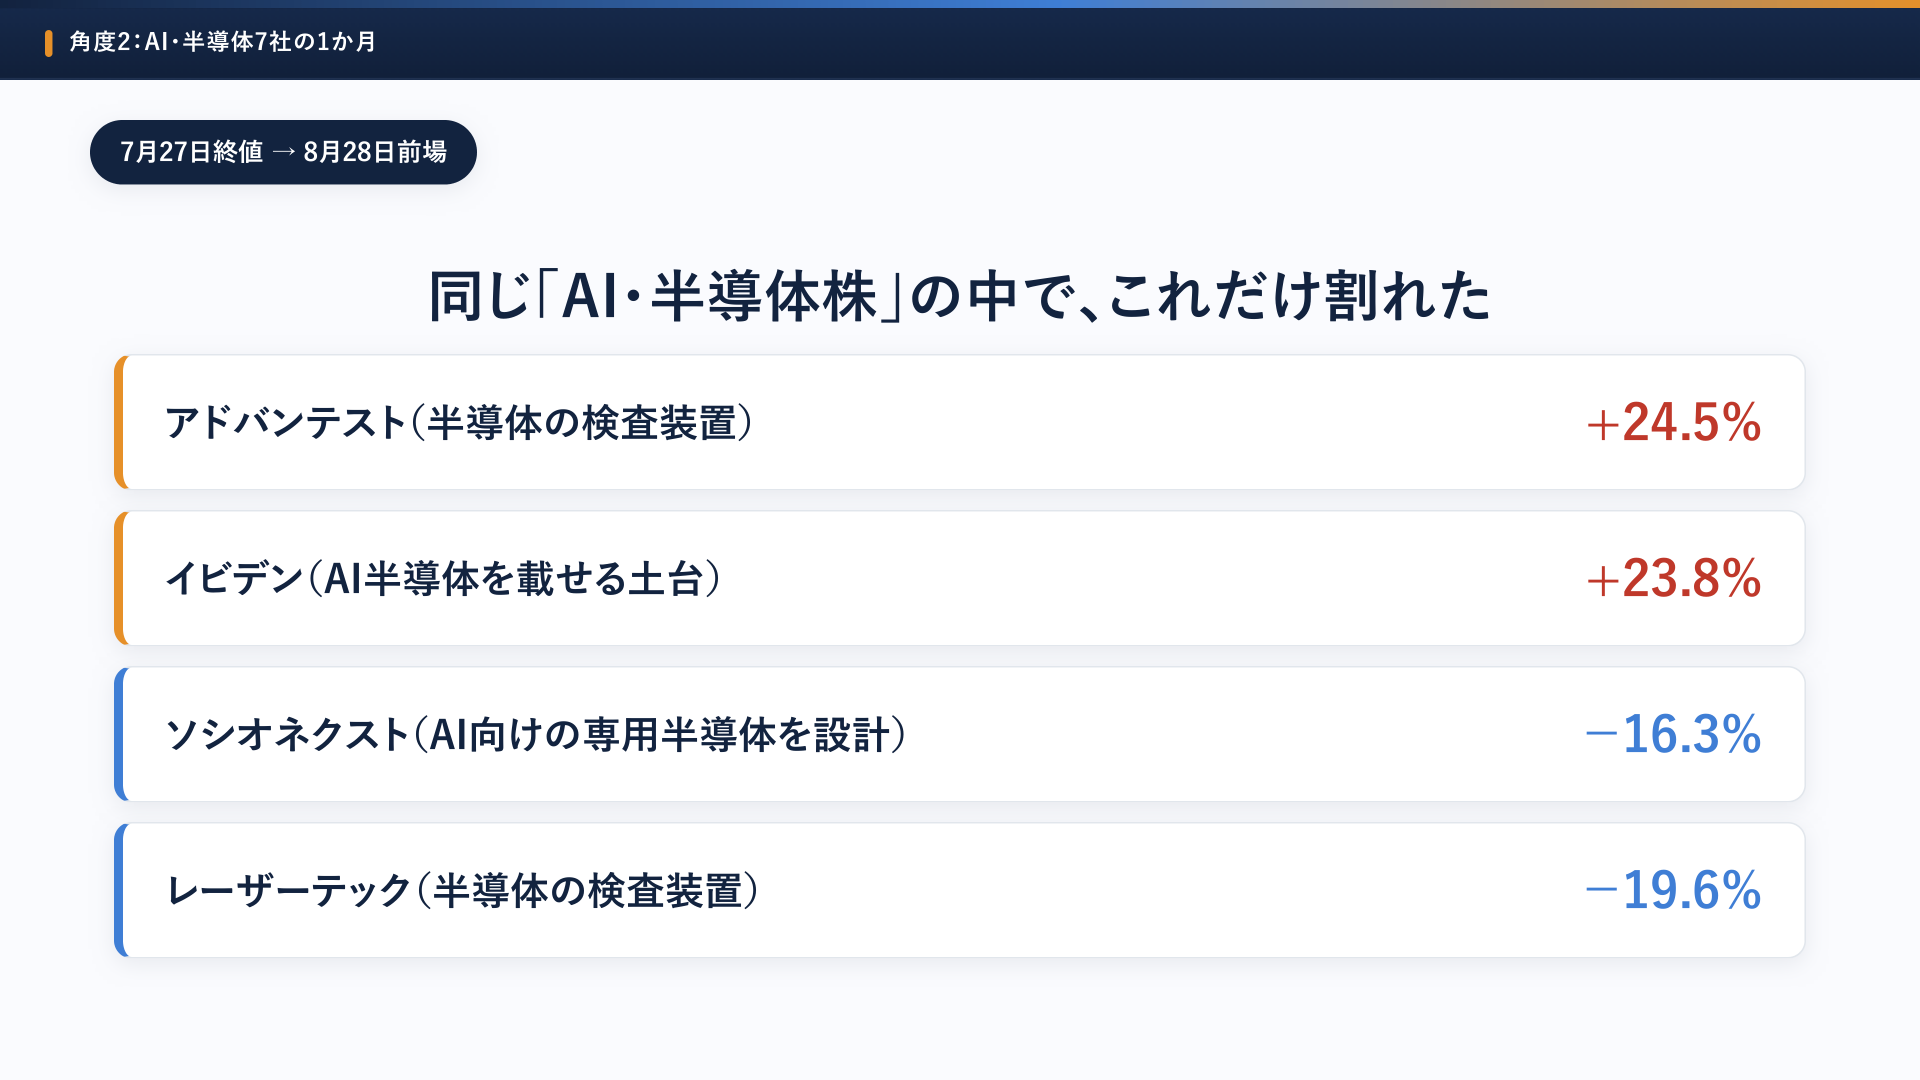 角度2：AI・半導体7社の1か月
7月27日終値 → 8月28日前場
同じ「AI・半導体株」の中で、これだけ割れた
アドバンテスト（半導体の検査装置）
＋24.5%
イビデン（AI半導体を載せる土台）
＋23.8%
ソシオネクスト（AI向けの専用半導体を設計）
－16.3%
レーザーテック（半導体の検査装置）
－19.6%